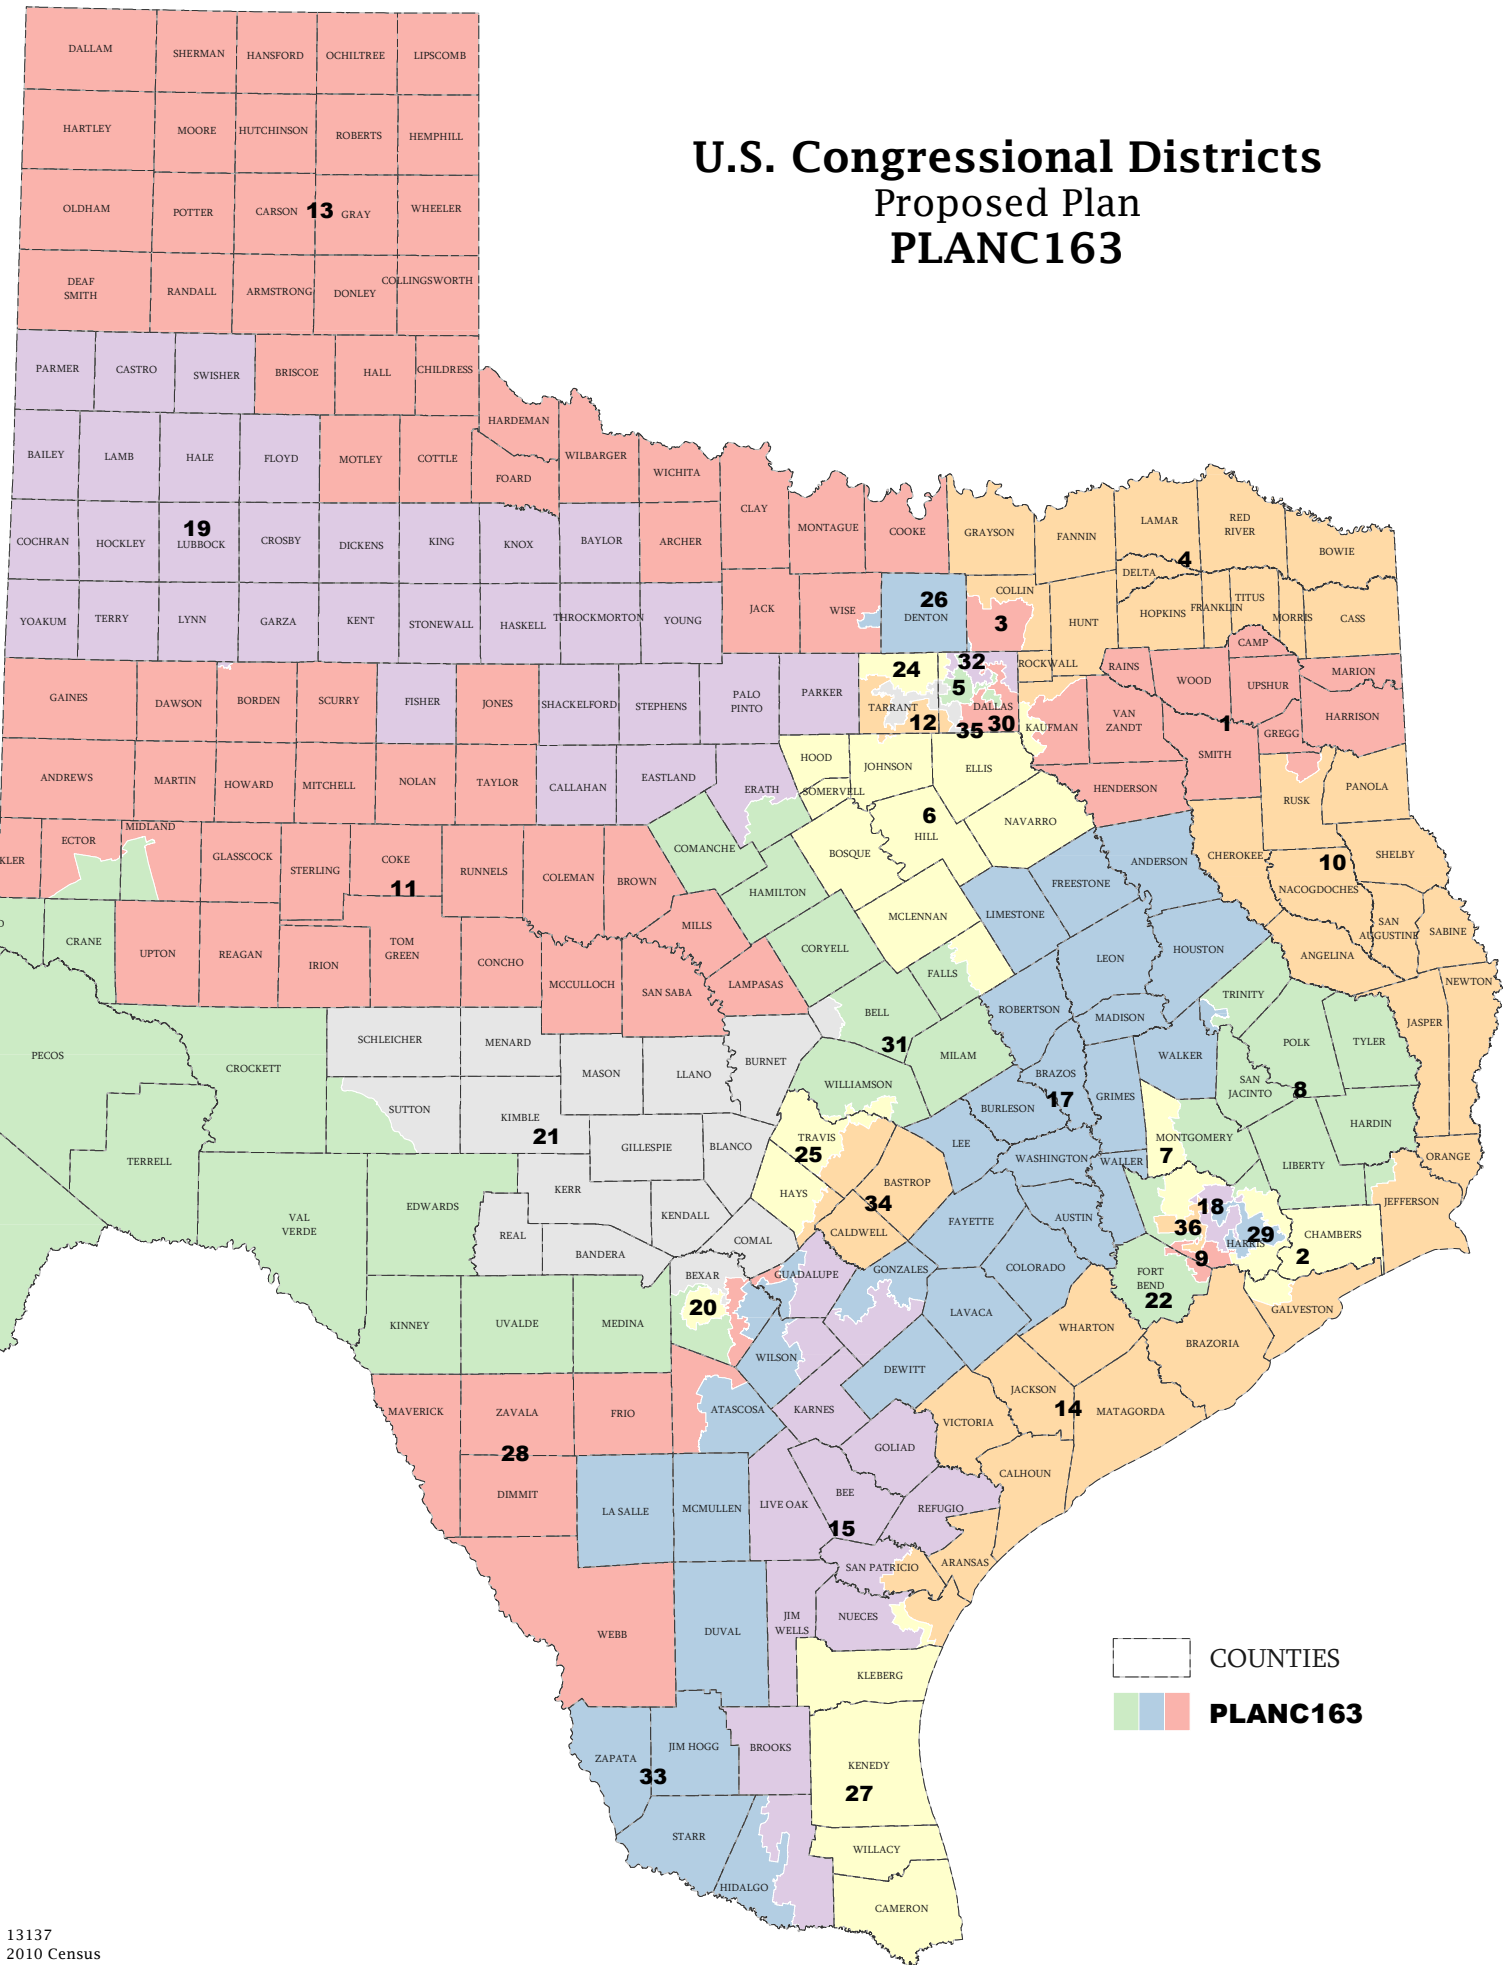 U.S. Congressional Districts
Proposed Plan
PLANC163
DALLAM
SHERMAN
HANSFORD
OCHILTREE
LIPSCOMB
HARTLEY
MOORE
HUTCHINSON
ROBERTS
HEMPHILL
OLDHAM
POTTER
CARSON
13
GRAY
WHEELER
DEAF
SMITH
RANDALL
ARMSTRONG
DONLEY
COLLINGSWORTH
PARMER
CASTRO
SWISHER
BRISCOE
HALL
CHILDRESS
HARDEMAN
BAILEY
LAMB
HALE
FLOYD
MOTLEY
COTTLE
FOARD
WILBARGER
WICHITA
CLAY
MONTAGUE
COOKE
GRAYSON
FANNIN
LAMAR
RED
RIVER
BOWIE
4
COCHRAN
HOCKLEY
19
LUBBOCK
CROSBY
DICKENS
KING
KNOX
BAYLOR
ARCHER
DELTA
YOAKUM
TERRY
LYNN
GARZA
KENT
STONEWALL
HASKELL
THROCKMORTON
YOUNG
JACK
WISE
26
DENTON
COLLIN
3
HUNT
HOPKINS
FRANKLIN
TITUS
MORRIS
CASS
CAMP
GAINES
DAWSON
BORDEN
SCURRY
FISHER
JONES
SHACKELFORD
STEPHENS
PALO
PINTO
PARKER
24
32
5
TARRANT
12
DALLAS
35
30
ROCKWALL
RAINS
WOOD
UPSHUR
MARION
KAUFMAN
VAN
ZANDT
1
SMITH
GREGG
HARRISON
ANDREWS
MARTIN
HOWARD
MITCHELL
NOLAN
TAYLOR
CALLAHAN
EASTLAND
ERATH
HOOD
SOMERVELL
JOHNSON
ELLIS
HENDERSON
RUSK
PANOLA
KLER
ECTOR
MIDLAND
GLASSCOCK
STERLING
COKE
11
RUNNELS
COLEMAN
BROWN
COMANCHE
HAMILTON
BOSQUE
6
HILL
NAVARRO
ANDERSON
CHEROKEE
10
SHELBY
NACOGDOCHES
FREESTONE
LIMESTONE
MCLENNAN
SAN
AUGUSTINE
SABINE
CRANE
UPTON
REAGAN
IRION
TOM
GREEN
CONCHO
MCCULLOCH
SAN SABA
MILLS
LAMPASAS
CORYELL
FALLS
LEON
HOUSTON
ANGELINA
NEWTON
BELL
31
MILAM
ROBERTSON
MADISON
TRINITY
POLK
TYLER
JASPER
PECOS
CROCKETT
SCHLEICHER
MENARD
MASON
LLANO
BURNET
WILLIAMSON
BRAZOS
17
WALKER
GRIMES
SAN
JACINTO
8
HARDIN
SUTTON
KIMBLE
21
GILLESPIE
BLANCO
TRAVIS
25
BURLESON
LEE
WASHINGTON
WALLER
MONTGOMERY
7
LIBERTY
ORANGE
JEFFERSON
TERRELL
VAL
VERDE
EDWARDS
KERR
REAL
KENDALL
BANDERA
COMAL
HAYS
BASTROP
34
CALDWELL
FAYETTE
AUSTIN
18
36
HARRIS
29
CHAMBERS
2
9
BEXAR
20
GUADALUPE
GONZALES
COLORADO
FORT
BEND
22
GALVESTON
KINNEY
UVALDE
MEDINA
WILSON
LAVACA
WHARTON
BRAZORIA
DEWITT
MAVERICK
ZAVALA
FRIO
28
ATASCOSA
KARNES
GOLIAD
VICTORIA
JACKSON
14
MATAGORDA
CALHOUN
DIMMIT
LA SALLE
MCMULLEN
LIVE OAK
BEE
15
REFUGIO
SAN PATRICIO
ARANSAS
WEBB
DUVAL
JIM
WELLS
NUECES
KLEBERG
COUNTIES
PLANC163
ZAPATA
JIM HOGG
33
BROOKS
KENEDY
27
STARR
HIDALGO
WILLACY
CAMERON
13137
2010 Census